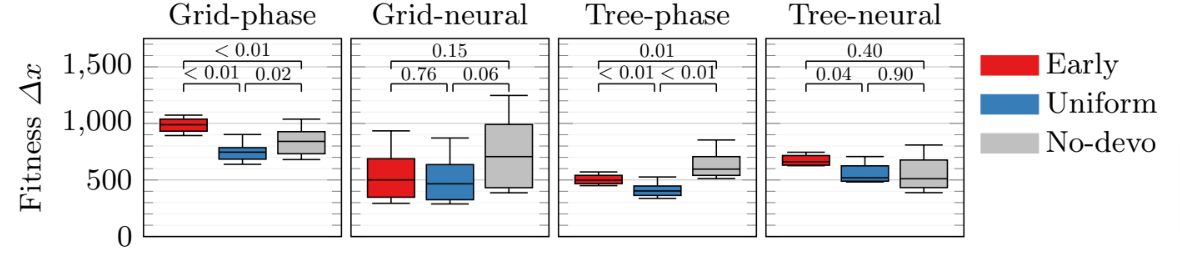 Grid-phase Grid-neural Tree-phase Tree-neural
Fitness Δx
1,500
1,000
500
0
< 0.01
< 0.01 0.02
0.15
0.76 0.06
0.01
< 0.01 < 0.01
0.40
0.04 0.90
Early
Uniform
No-devo